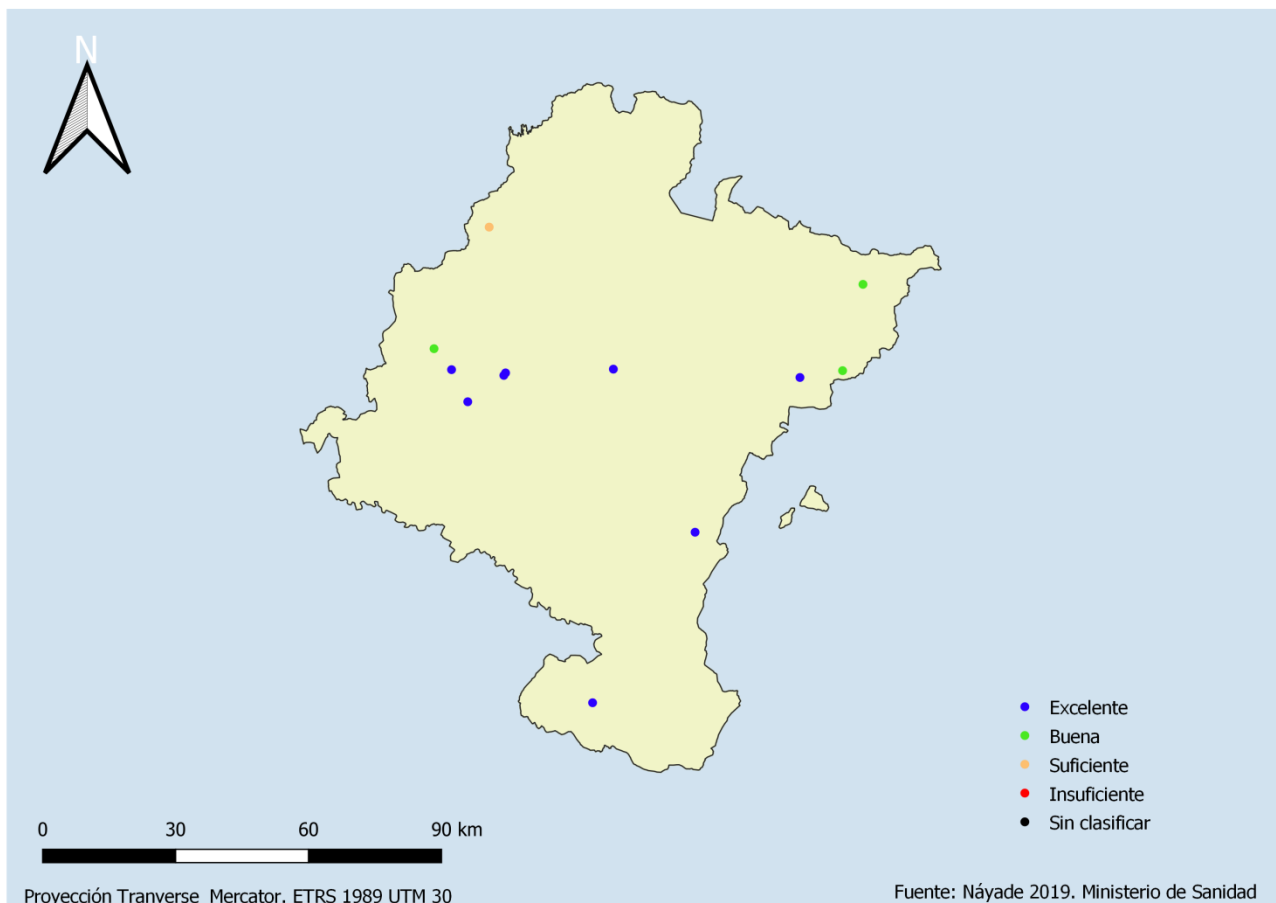 N
Excelente
Buena
Suficiente
Insuficiente
Sin clasificar
0 30 60 90 km
Proyección Tranverse Mercator. ETRS 1989 UTM 30
Fuente: Náyade 2019. Ministerio de Sanidad